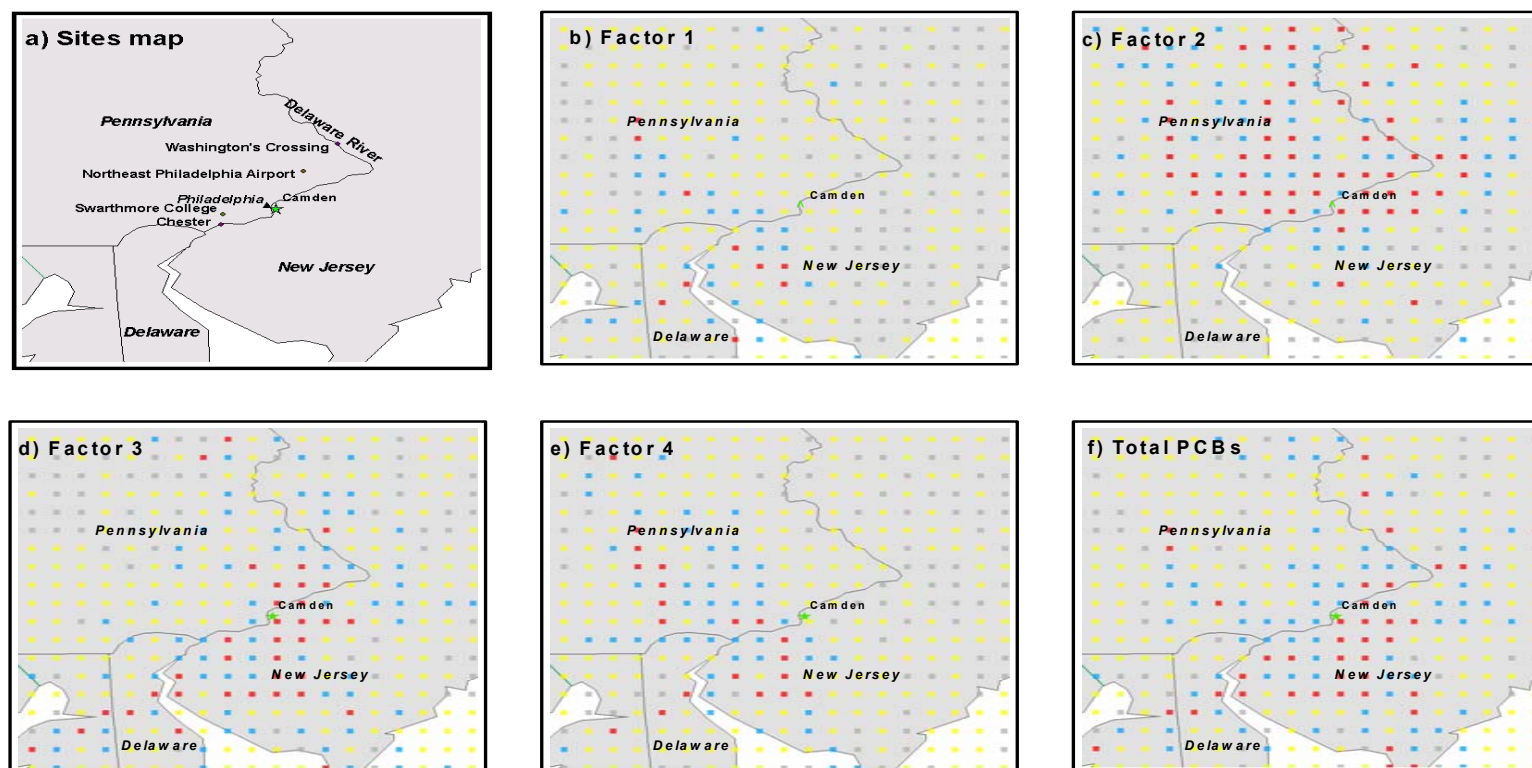 a) Sites map
Delaware River
Pennsylvania
Washington's Crossing
Northeast Philadelphia Airport
Philadelphia
Camden
Swarthmore College
Chester
New Jersey
Delaware
b) Factor 1
Pennsylvania
Camden
New Jersey
Delaware
c) Factor 2
Pennsylvania
Camden
New Jersey
Delaware
d) Factor 3
Pennsylvania
Camden
New Jersey
Delaware
e) Factor 4
Pennsylvania
Camden
New Jersey
Delaware
f) Total PCBs
Pennsylvania
Camden
New Jersey
Delaware